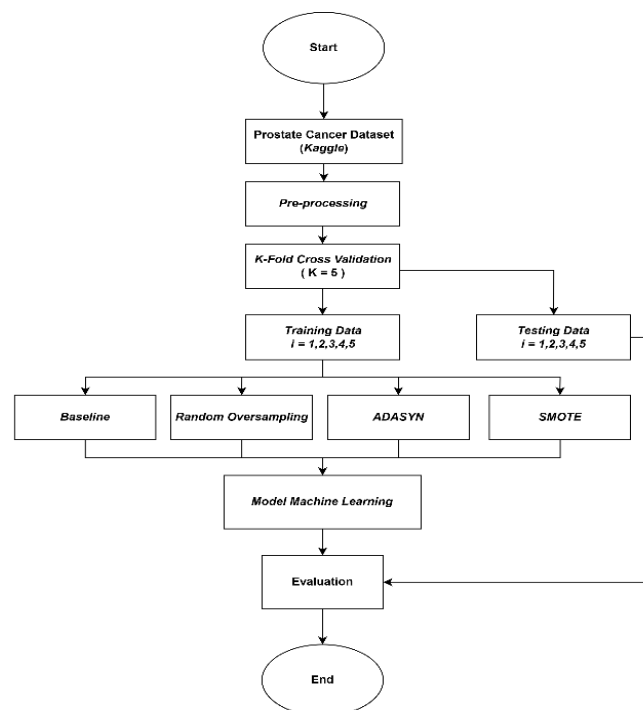 Start
Prostate Cancer Dataset
(Kaggle)
Pre-processing
K-Fold Cross Validation
( K = 5 )
Training Data
i = 1,2,3,4,5
Testing Data
i = 1,2,3,4,5
Baseline
Random Oversampling
ADASYN
SMOTE
Model Machine Learning
Evaluation
End